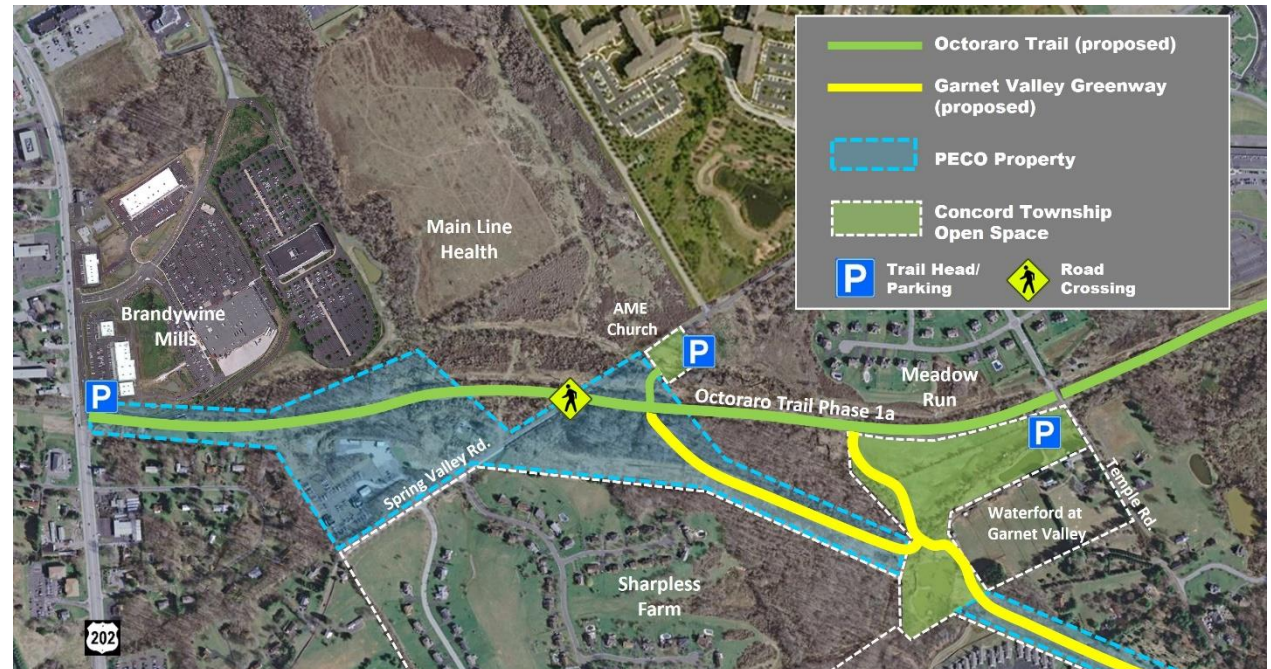 Octoraro Trail (proposed)
Garnet Valley Greenway
(proposed)
PECO Property
Concord Township
Open Space
P
Trail Head/
Parking
Road
Crossing
Main Line
Health
AME
Church
Brandywine
Mills
P
P
Meadow
Run
Octoraro Trail Phase 1a
P
Spring Valley Rd.
Temple Rd.
Waterford at
Garnet Valley
Sharpless
Farm
202